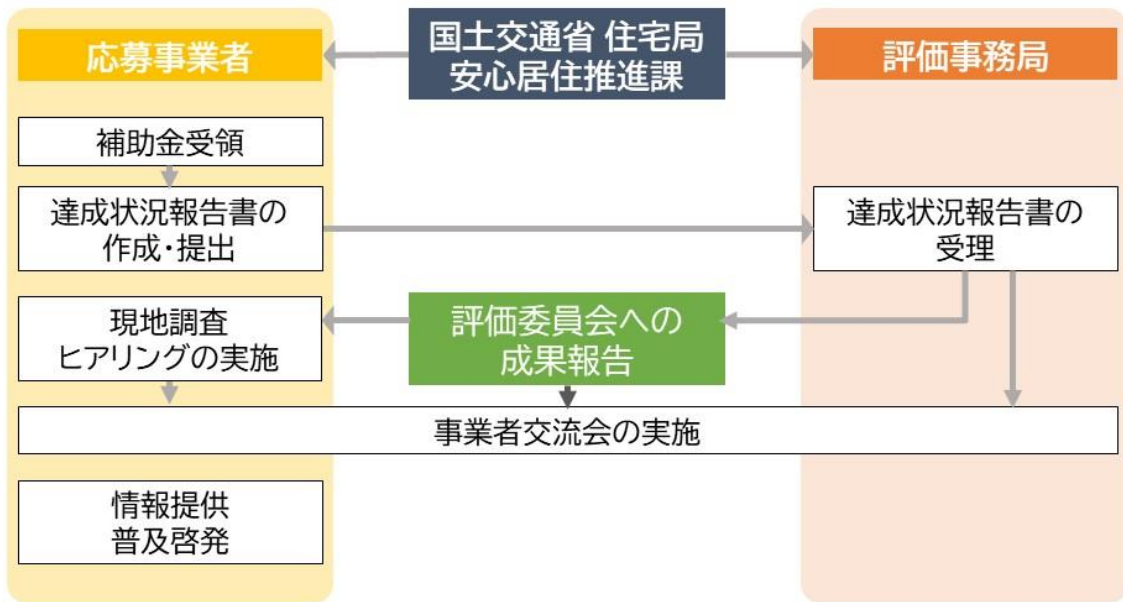 応募事業者
国土交通省 住宅局
安心居住推進課
評価事務局
補助金受領
達成状況報告書の
作成・提出
達成状況報告書の
受理
現地調査
ヒアリングの実施
評価委員会への
成果報告
事業者交流会の実施
情報提供
普及啓発